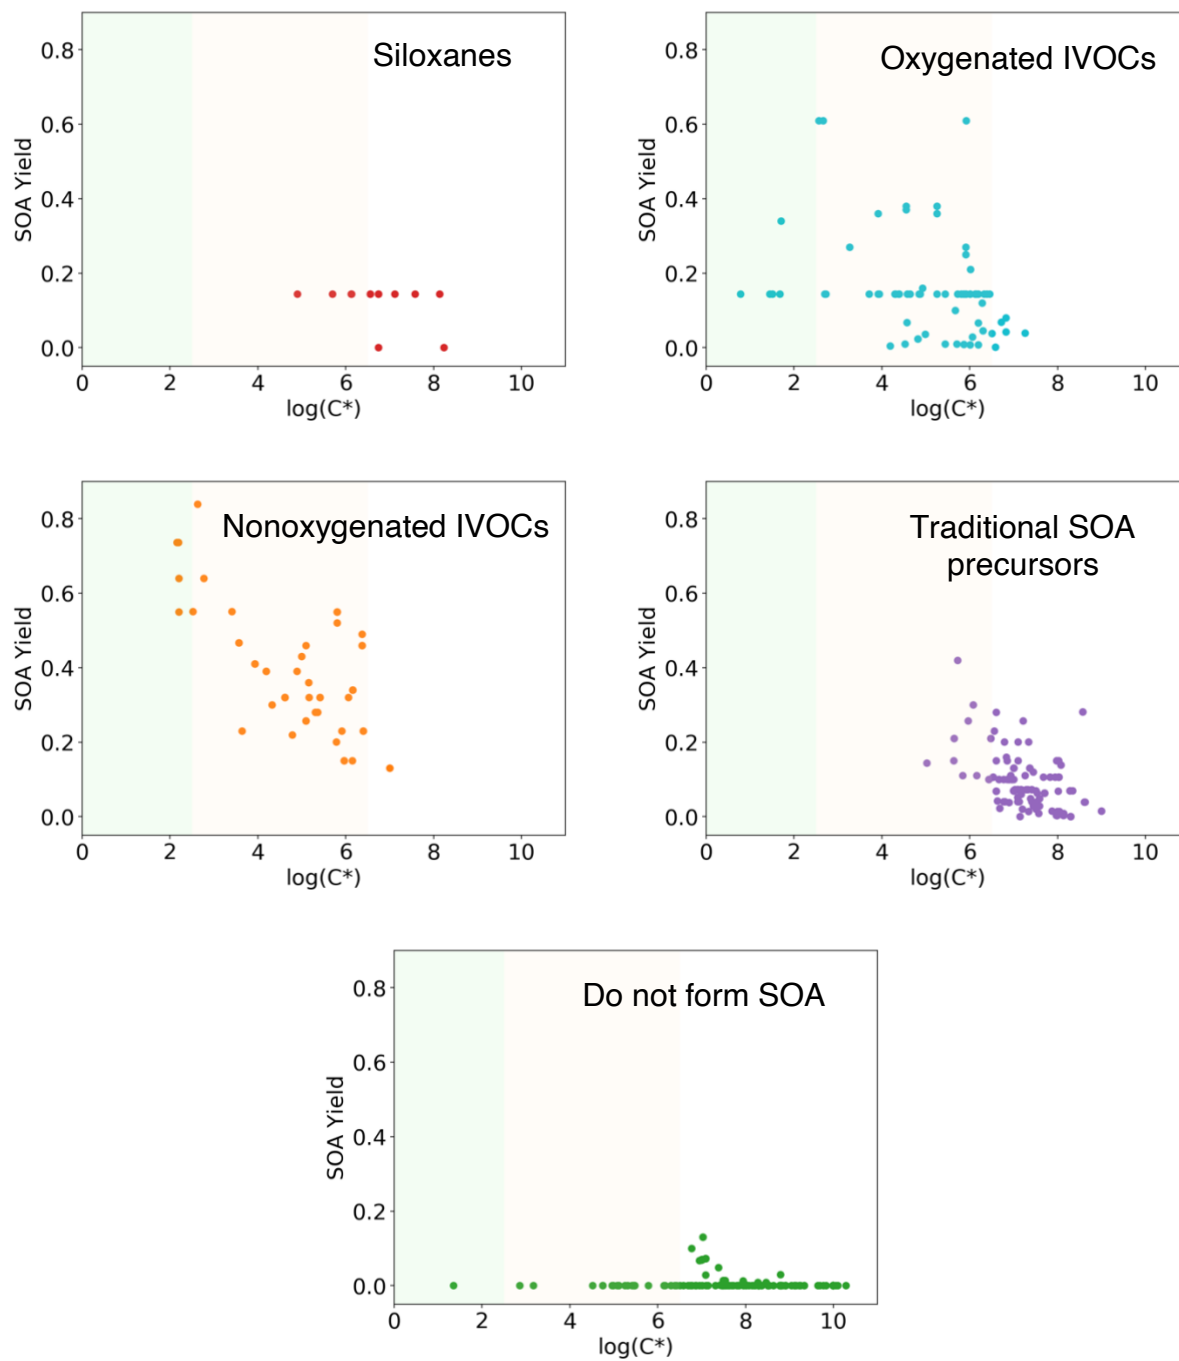 Siloxanes
SOA Yield
0.8
0.6
0.4
0.2
0.0
0 2 4 6 8 10
log(C*)
Oxygenated IVOCs
SOA Yield
0.8
0.6
0.4
0.2
0.0
0 2 4 6 8 10
log(C*)
Nonoxygenated IVOCs
SOA Yield
0.8
0.6
0.4
0.2
0.0
0 2 4 6 8 10
log(C*)
Traditional SOA
precursors
SOA Yield
0.8
0.6
0.4
0.2
0.0
0 2 4 6 8 10
log(C*)
Do not form SOA
SOA Yield
0.8
0.6
0.4
0.2
0.0
0 2 4 6 8 10
log(C*)